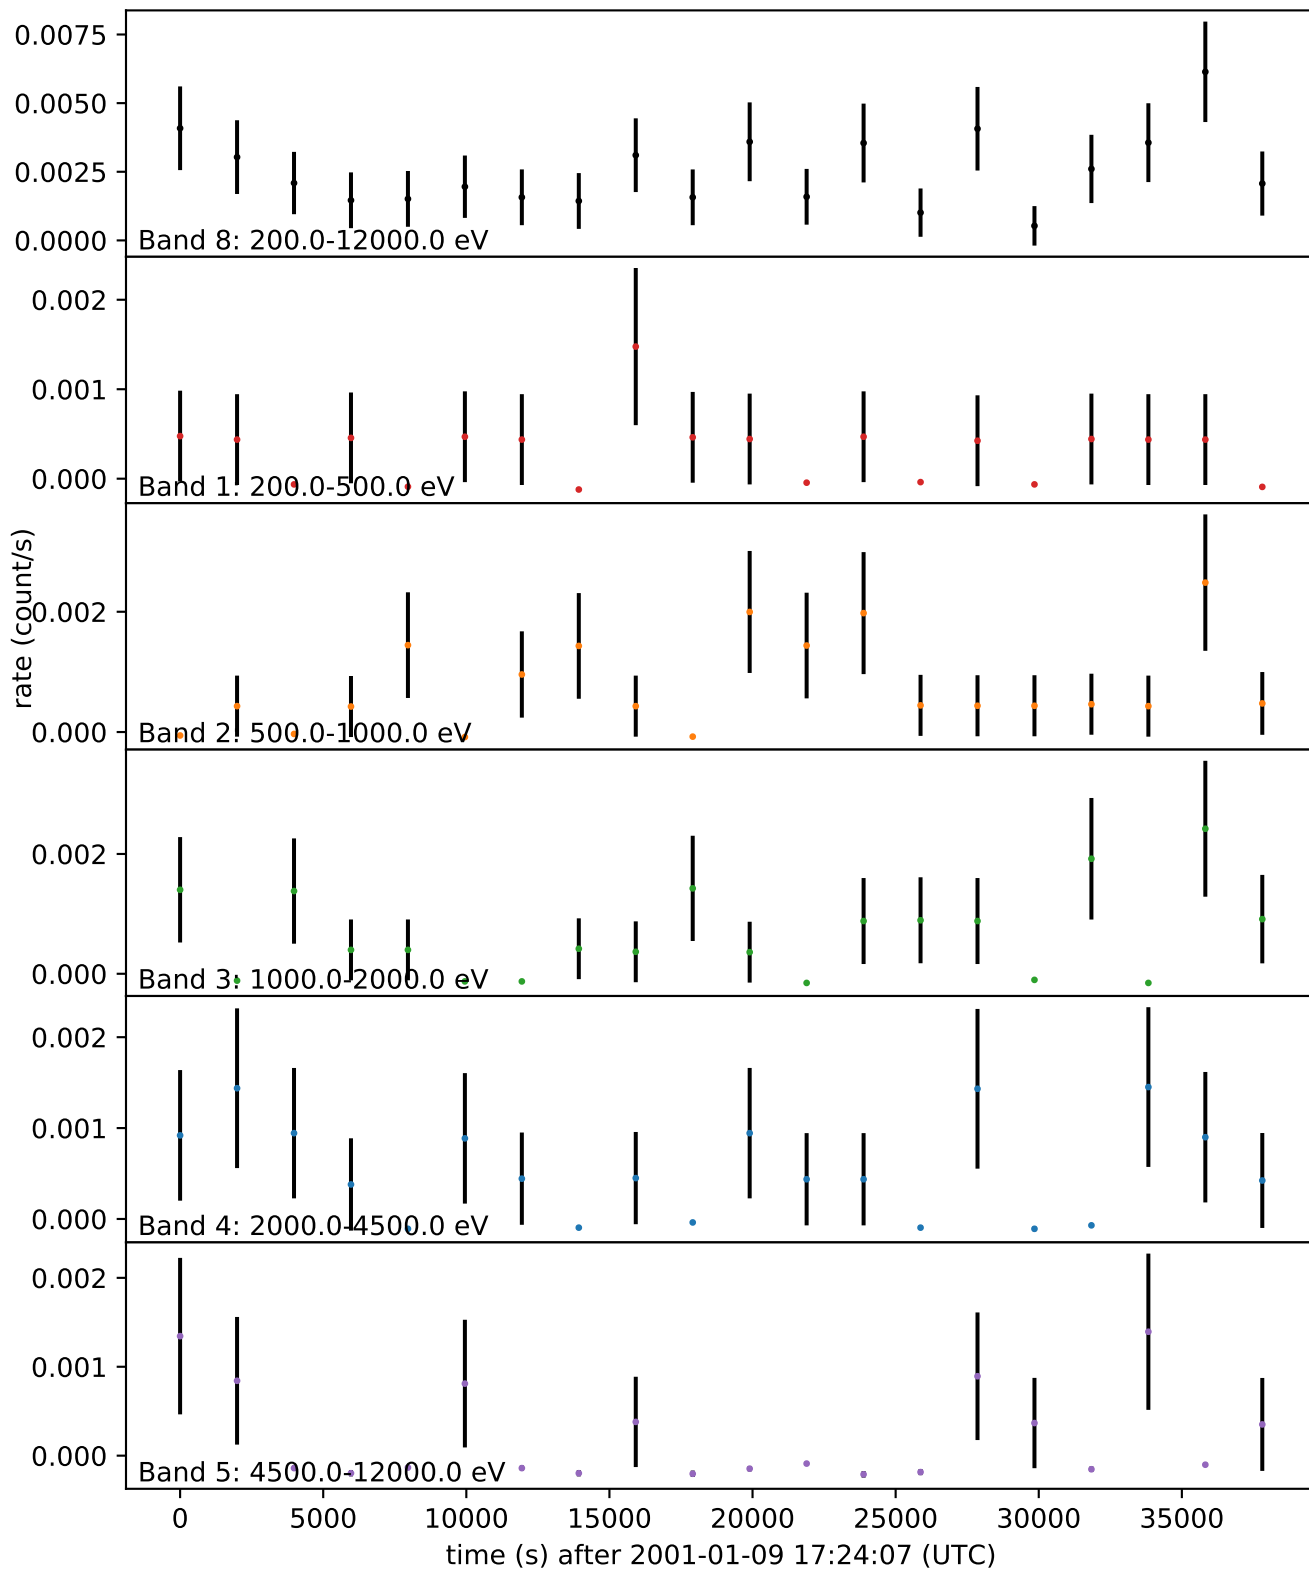 0.0075
0.0050
0.0025
0.0000
Band 8: 200.0-12000.0 eV
0.002
0.001
0.000
Band 1: 200.0-500.0 eV
rate (count/s)
0.002
0.000
Band 2: 500.0-1000.0 eV
0.002
0.000
Band 3: 1000.0-2000.0 eV
0.002
0.001
0.000
Band 4: 2000.0-4500.0 eV
0.002
0.001
0.000
Band 5: 4500.0-12000.0 eV
0 5000 10000 15000 20000 25000 30000 35000
time (s) after 2001-01-09 17:24:07 (UTC)